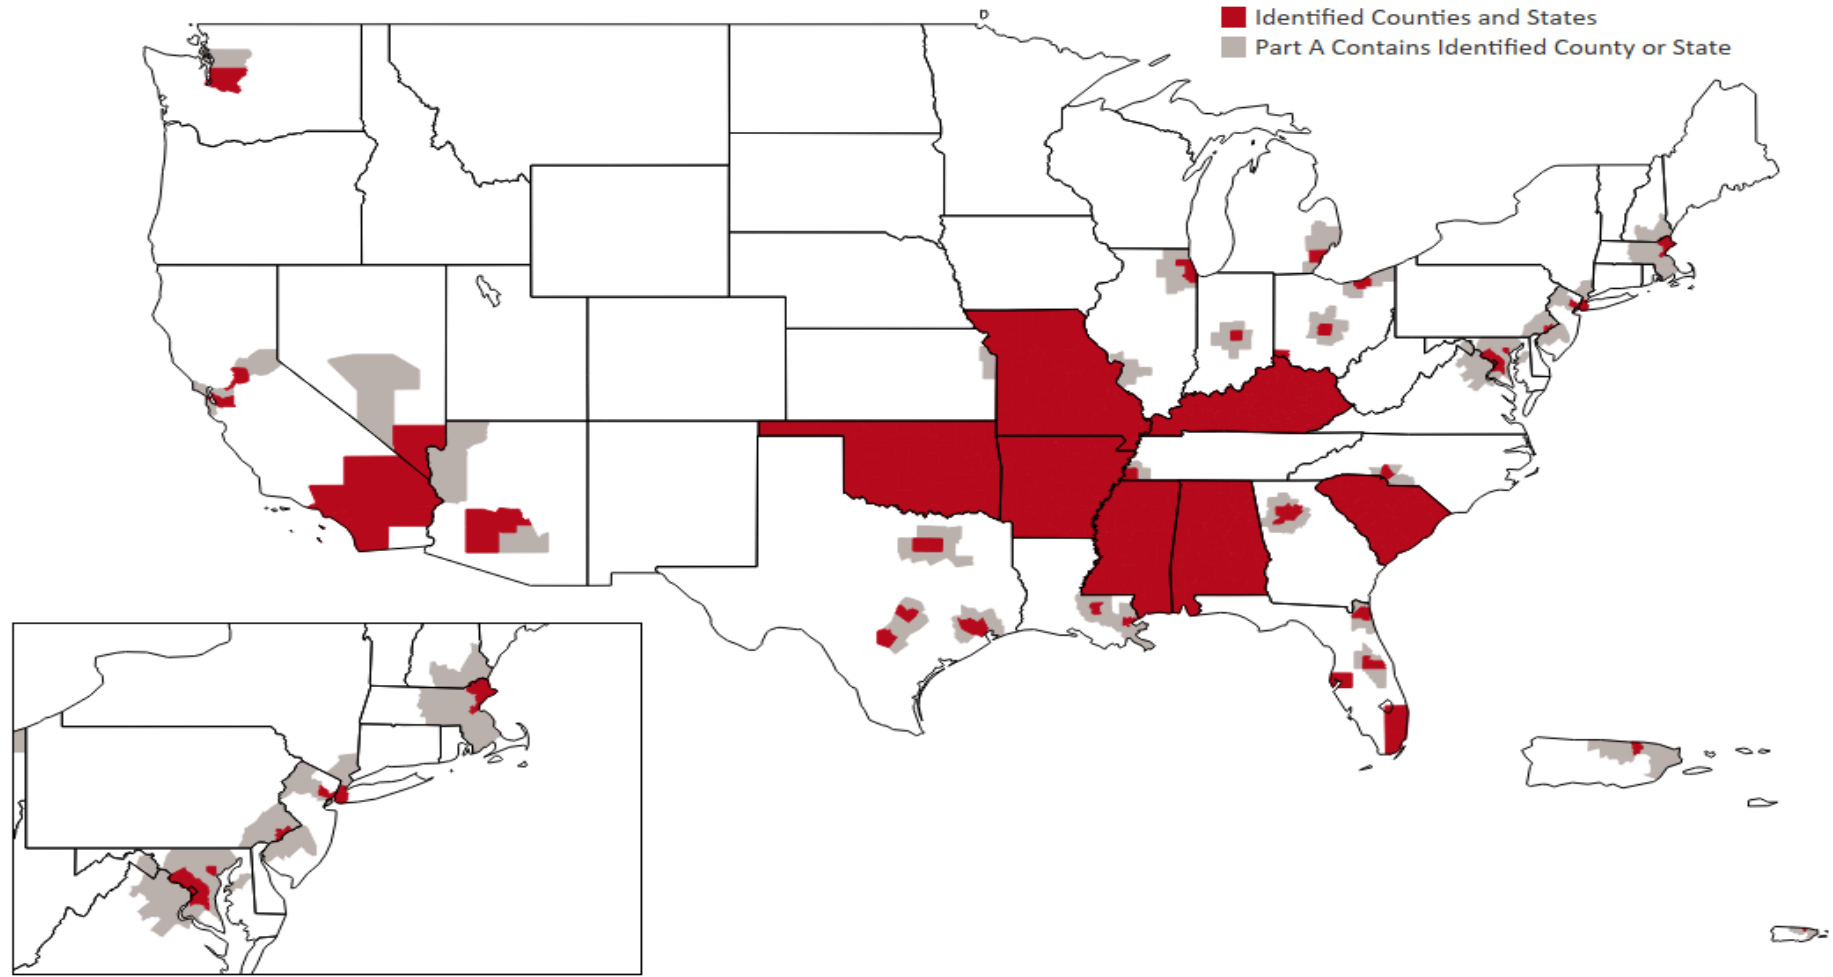 Identified Counties and States
Part A Contains Identified County or State